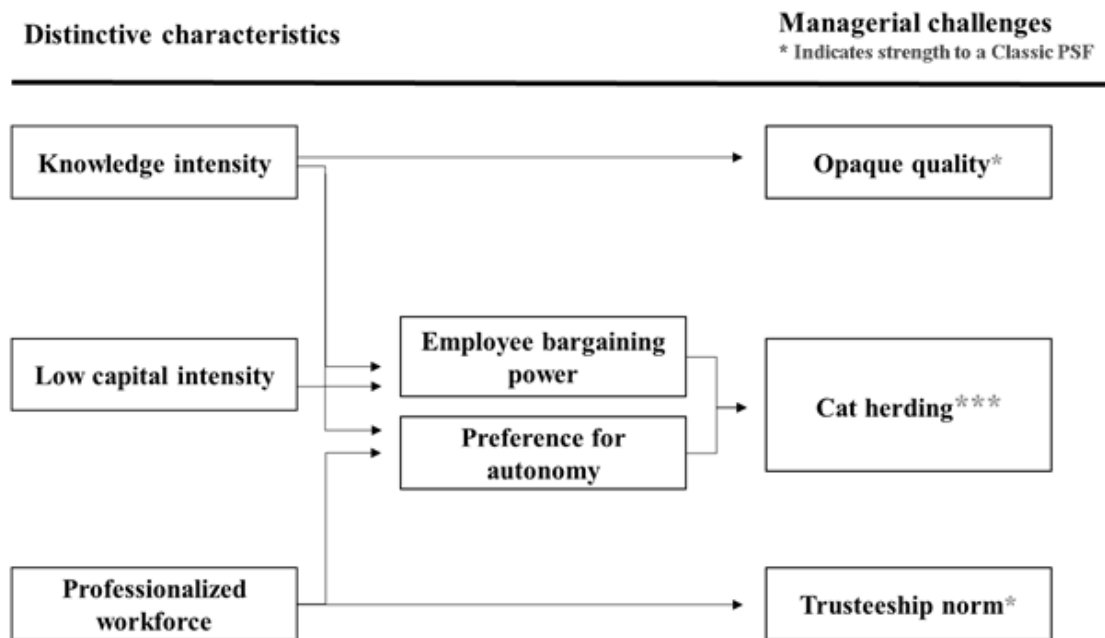 Distinctive characteristics
Managerial challenges
* Indicates strength to a Classic PSF
Knowledge intensity
Opaque quality*
Low capital intensity
Employee bargaining
power
Cat herding***
Preference for
autonomy
Professionalized
workforce
Trusteeship norm*